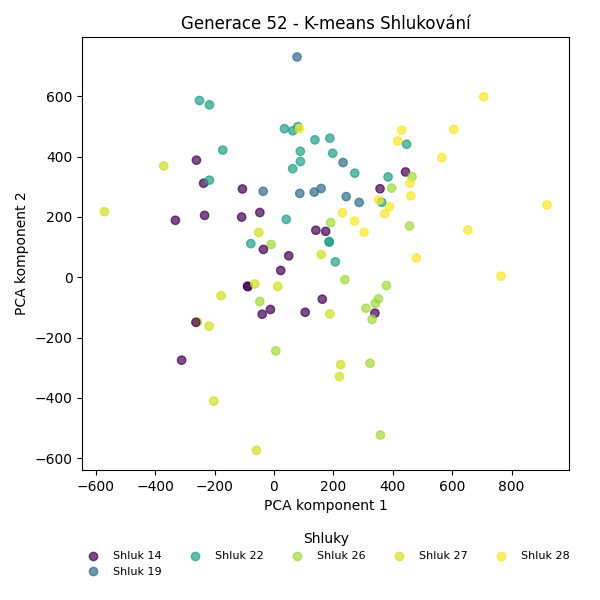 Generace 52 - K-means Shlukování
PCA komponent 2
600
400
200
0
−200
−400
−600
−600 −400 −200 0 200 400 600 800
PCA komponent 1
Shluky
Shluk 14 Shluk 22 Shluk 26 Shluk 27 Shluk 28
Shluk 19